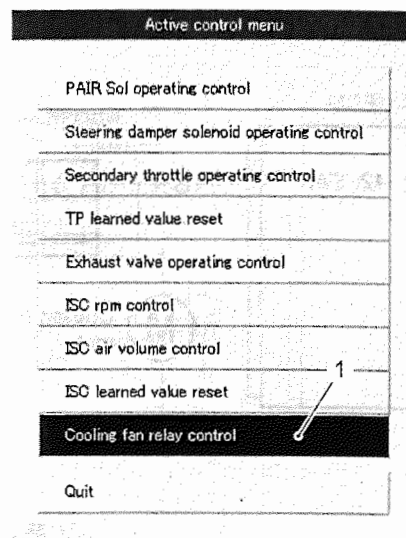 Active control menu
PAIR Sol operating control
Steering damper solenoid operating control
Secondary throttle operating control
TP learned value reset
Exhaust valve operating control
ISC rpm control
ISC air volume control
1
ISC learned value reset
Cooling fan relay control
Quit